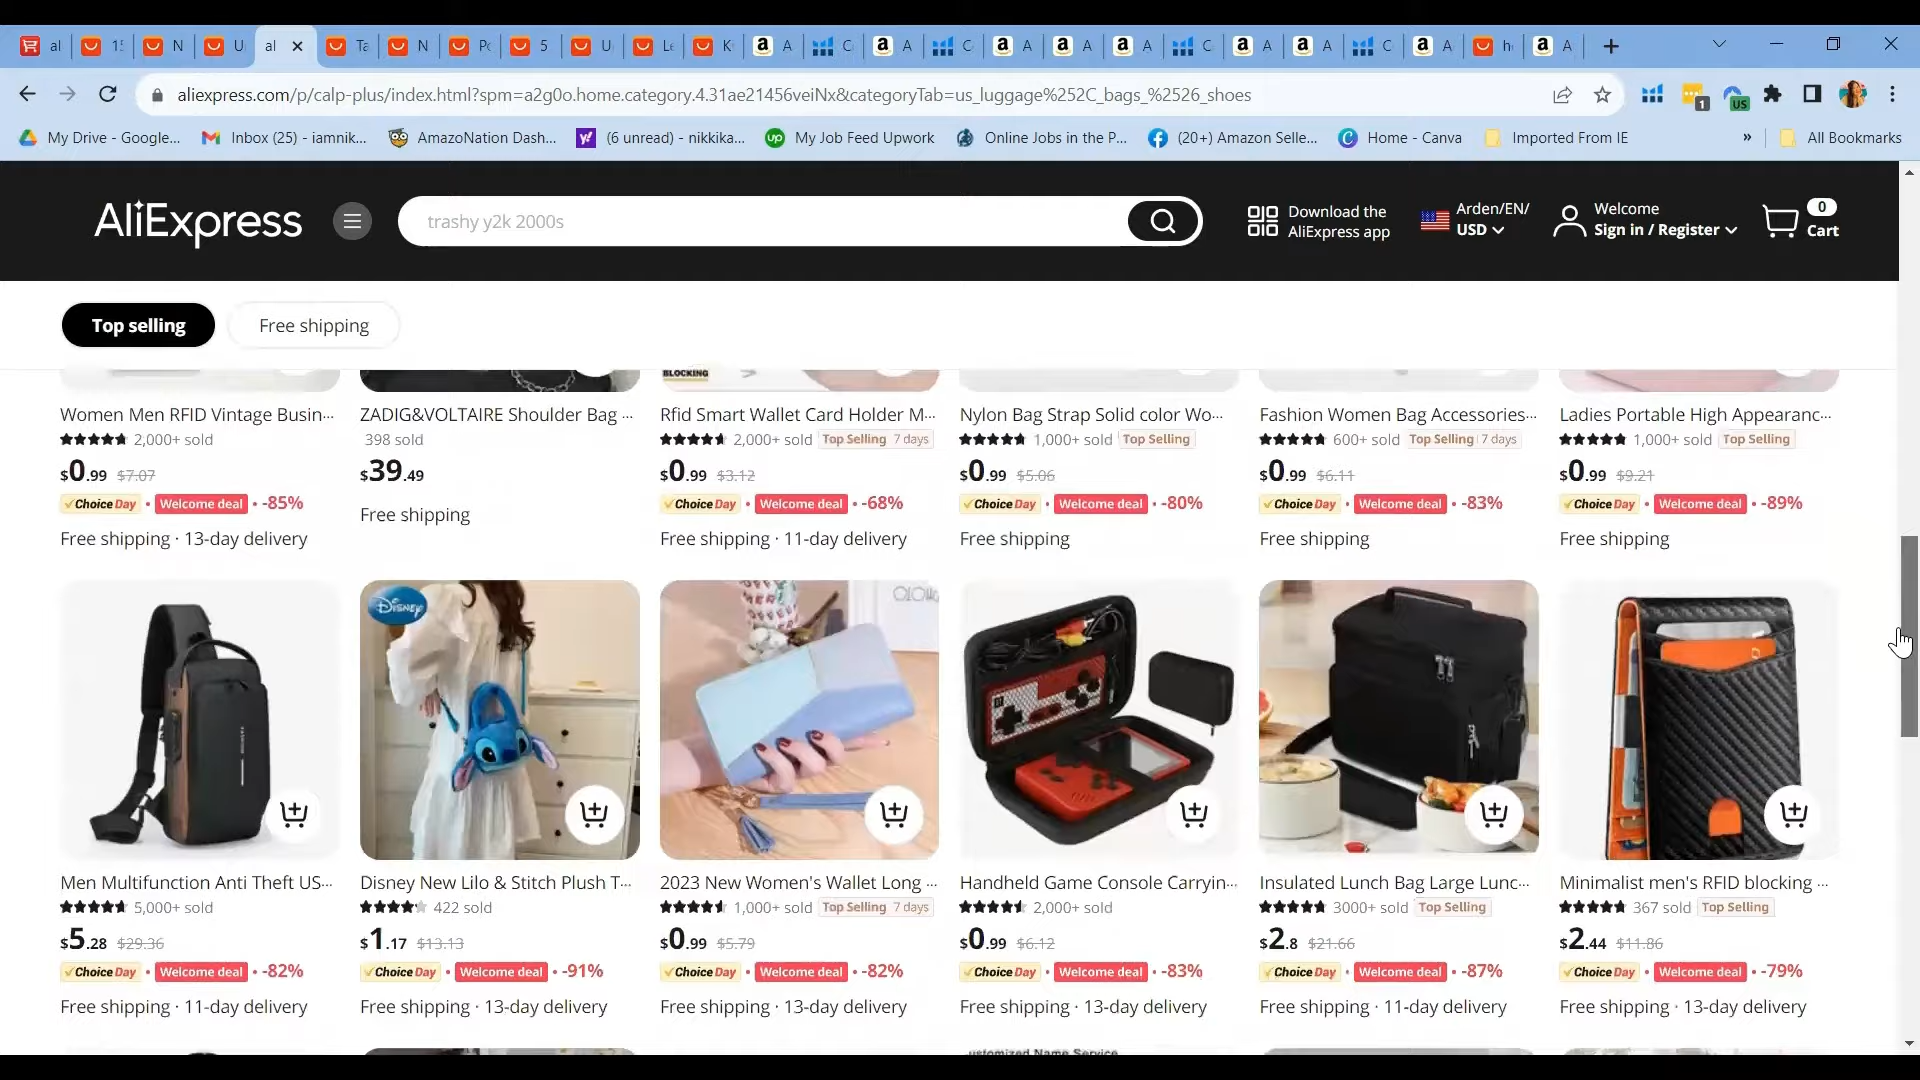 al
15
N
U
al
Ta
N
Pc
5
U
Le
K
A
C
A
C
A
A
A
C
A
A
C
A
h
A
aliexpress.com/p/calp-plus/index.html?spm=a2g0o.home.category.4.31ae21456veiNx&categoryTab=us_luggage%252C_bags_%2526_shoes
1
US
My Drive - Google...
Inbox (25) - iamnik...
AmazoNation Dash...
(6 unread) - nikkika...
My Job Feed Upwork
Online Jobs in the P...
(20+) Amazon Selle...
Home - Canva
Imported From IE
»
All Bookmarks
AliExpress
trashy y2k 2000s
Download the
AliExpress app
Arden/EN/
USD
Welcome
Sign in / Register
0
Cart
Top selling
Free shipping
BLOCKING
Women Men RFID Vintage Busin...
2,000+ sold
$0.99 $7.07
Choice Day • Welcome deal • -85%
Free shipping · 13-day delivery
ZADIG&VOLTAIRE Shoulder Bag ...
398 sold
$39.49
Free shipping
Rfid Smart Wallet Card Holder M...
2,000+ sold Top Selling 7 days
$0.99 $3.12
Choice Day • Welcome deal • -68%
Free shipping · 11-day delivery
Nylon Bag Strap Solid color Wo...
1,000+ sold Top Selling
$0.99 $5.06
Choice Day • Welcome deal • -80%
Free shipping
Fashion Women Bag Accessories...
600+ sold Top Selling 7 days
$0.99 $6.11
Choice Day • Welcome deal • -83%
Free shipping
Ladies Portable High Appearanc...
1,000+ sold Top Selling
$0.99 $9.21
Choice Day • Welcome deal • -89%
Free shipping
Disney
Men Multifunction Anti Theft US...
5,000+ sold
$5.28 $29.36
Choice Day • Welcome deal • -82%
Free shipping · 11-day delivery
Disney New Lilo & Stitch Plush T...
422 sold
$1.17 $13.13
Choice Day • Welcome deal • -91%
Free shipping · 13-day delivery
2023 New Women's Wallet Long ...
1,000+ sold Top Selling 7 days
$0.99 $5.79
Choice Day • Welcome deal • -82%
Free shipping · 13-day delivery
Handheld Game Console Carryin...
2,000+ sold
$0.99 $6.12
Choice Day • Welcome deal • -83%
Free shipping · 13-day delivery
Insulated Lunch Bag Large Lunc...
3000+ sold Top Selling
$2.8 $21.66
Choice Day • Welcome deal • -87%
Free shipping · 11-day delivery
Minimalist men's RFID blocking ...
367 sold Top Selling
$2.44 $11.86
Choice Day • Welcome deal • -79%
Free shipping · 13-day delivery
ustomized Name Service